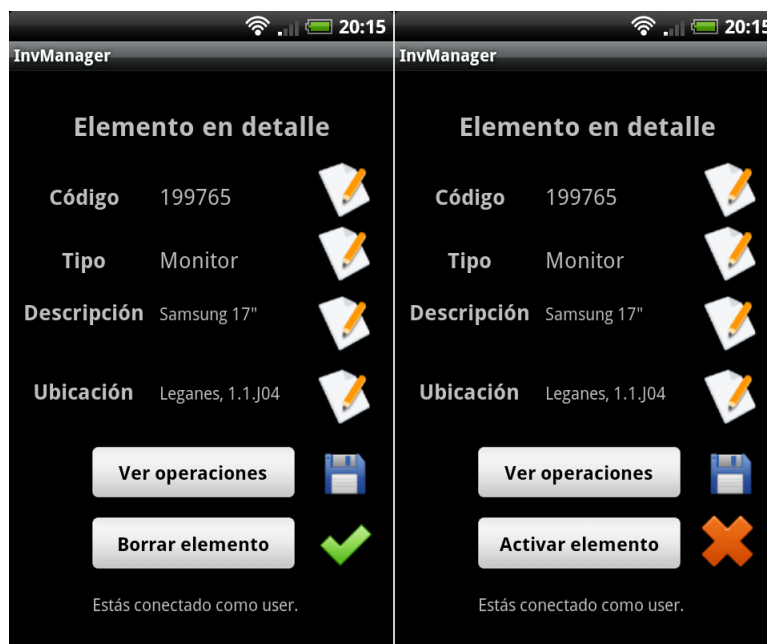 20:15
InvManager
Elemento en detalle
Código 199765
Tipo Monitor
Descripción Samsung 17"
Ubicación Leganes, 1.1.J04
Ver operaciones
Borrar elemento
Estás conectado como user.
20:15
InvManager
Elemento en detalle
Código 199765
Tipo Monitor
Descripción Samsung 17"
Ubicación Leganes, 1.1.J04
Ver operaciones
Activar elemento
Estás conectado como user.